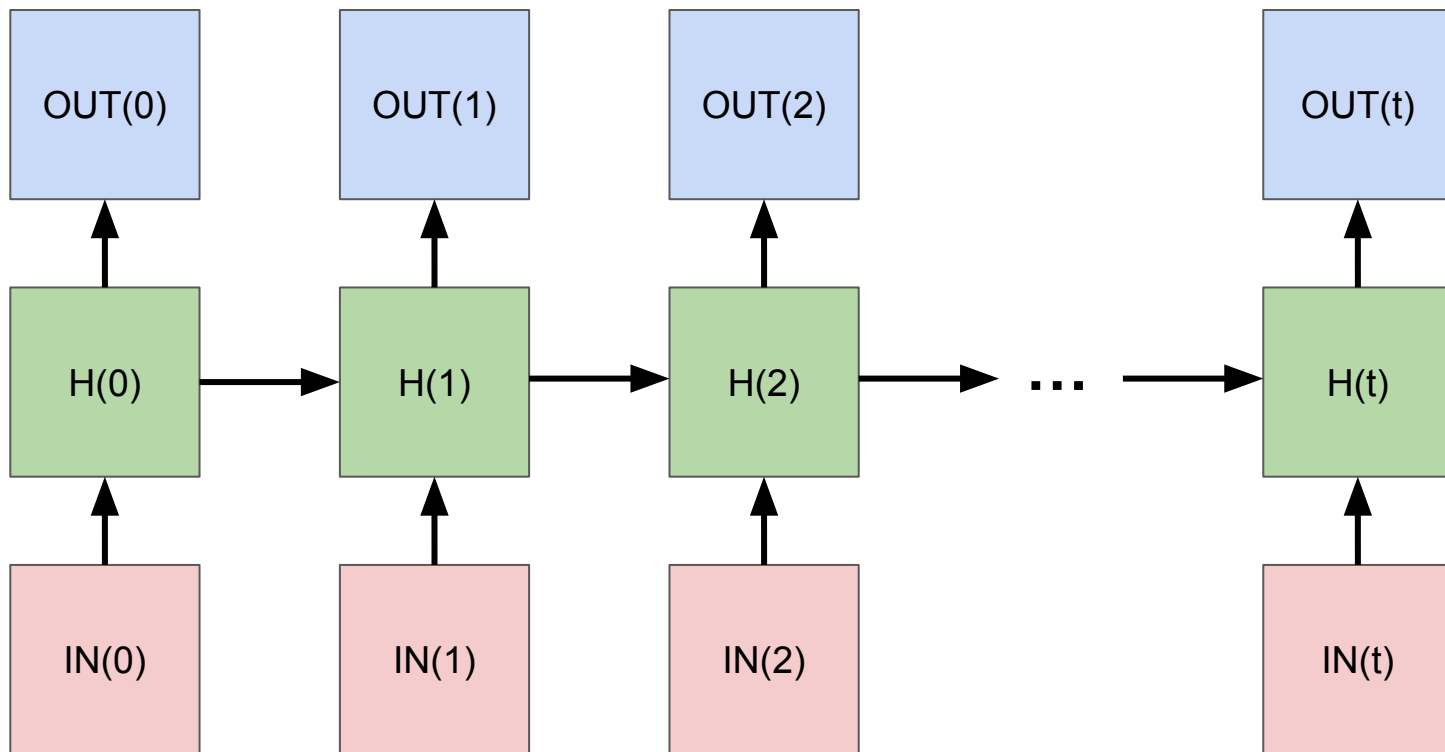 OUT(0)
OUT(1)
OUT(2)
OUT(t)
H(0)
H(1)
H(2)
...
H(t)
IN(0)
IN(1)
IN(2)
IN(t)